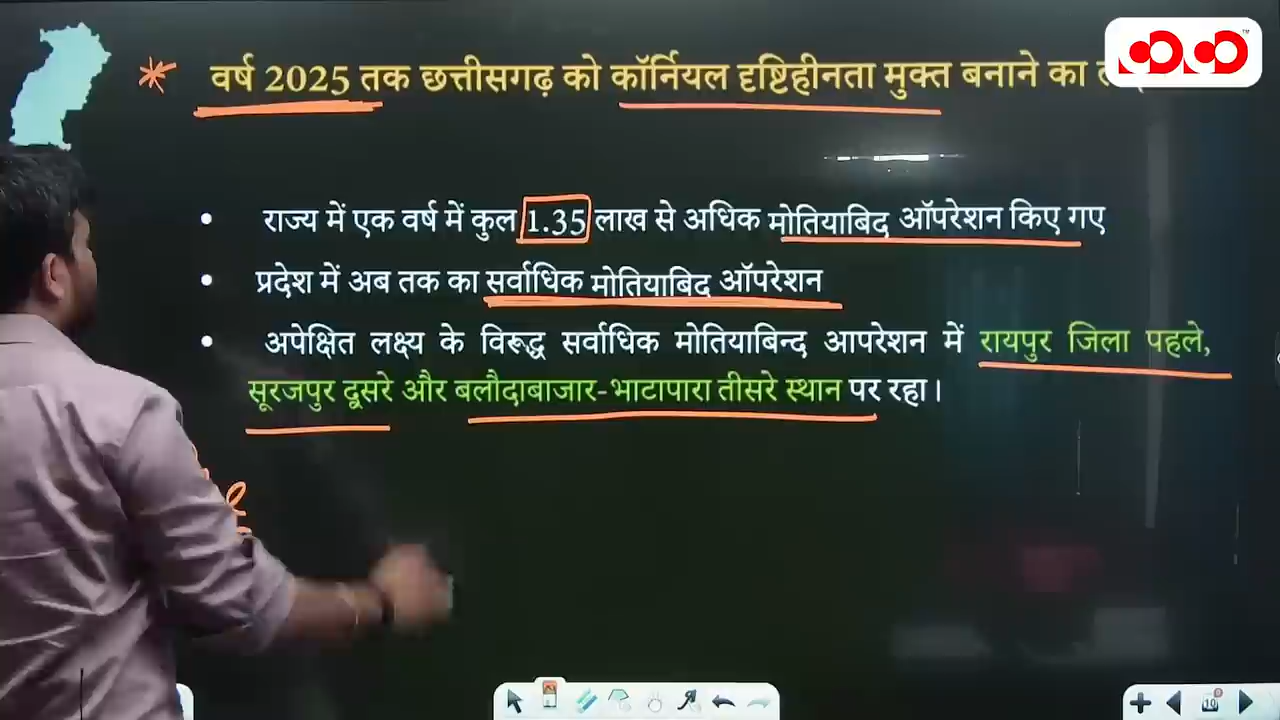 वर्ष 2025 तक छत्तीसगढ़ को कॉर्नियल दृष्टिहीनता मुक्त बनाने का
राज्य में एक वर्ष में कुल 1.35 लाख से अधिक मोतियाबिद ऑपरेशन किए गए
प्रदेश में अब तक का सर्वाधिक मोतियाबिद ऑपरेशन
अपेक्षित लक्ष्य के विरूद्ध सर्वाधिक मोतियाबिन्द आपरेशन में रायपुर जिला पहले,
सूरजपुर दूसरे और बलौदाबाजार-भाटापारा तीसरे स्थान पर रहा।